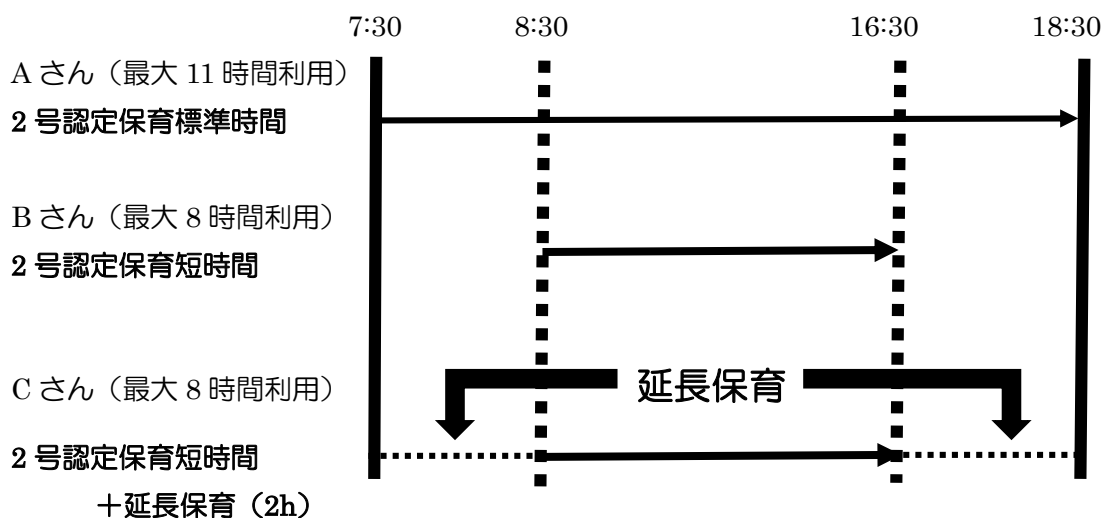 7:30 8:30 16:30 18:30
A さん（最大 11 時間利用）
2 号認定保育標準時間
B さん（最大 8 時間利用）
2 号認定保育短時間
C さん（最大 8 時間利用）
延長保育
2 号認定保育短時間
＋延長保育（2h）